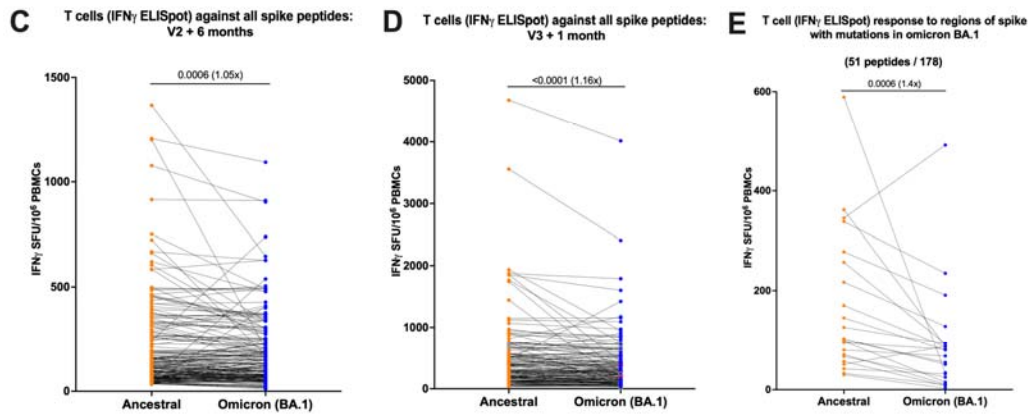 C
T cells (IFNγ ELISpot) against all spike peptides:
V2 + 6 months
0.0006 (1.05x)
1500
1000
500
0
IFNγ SFU/10⁶ PBMCs
Ancestral
Omicron (BA.1)
D
T cells (IFNγ ELISpot) against all spike peptides:
V3 + 1 month
<0.0001 (1.16x)
5000
4000
3000
2000
1000
0
IFNγ SFU/10⁶ PBMCs
Ancestral
Omicron (BA.1)
E
T cell (IFNγ ELISpot) response to regions of spike
with mutations in omicron BA.1
(51 peptides / 178)
0.0006 (1.4x)
600
400
200
0
IFNγ SFU/10⁶ PBMCs
Ancestral
Omicron (BA.1)